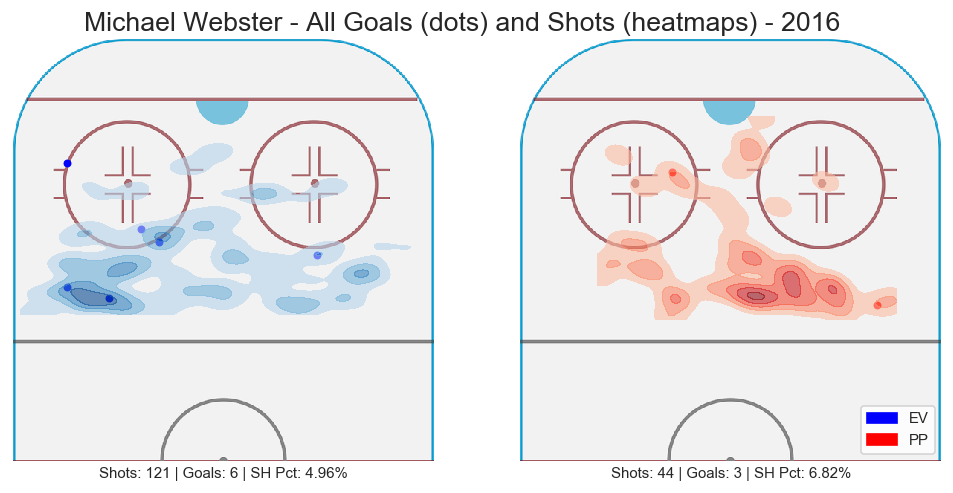 Michael Webster - All Goals (dots) and Shots (heatmaps) - 2016
EV
PP
Shots: 121 | Goals: 6 | SH Pct: 4.96%
Shots: 44 | Goals: 3 | SH Pct: 6.82%